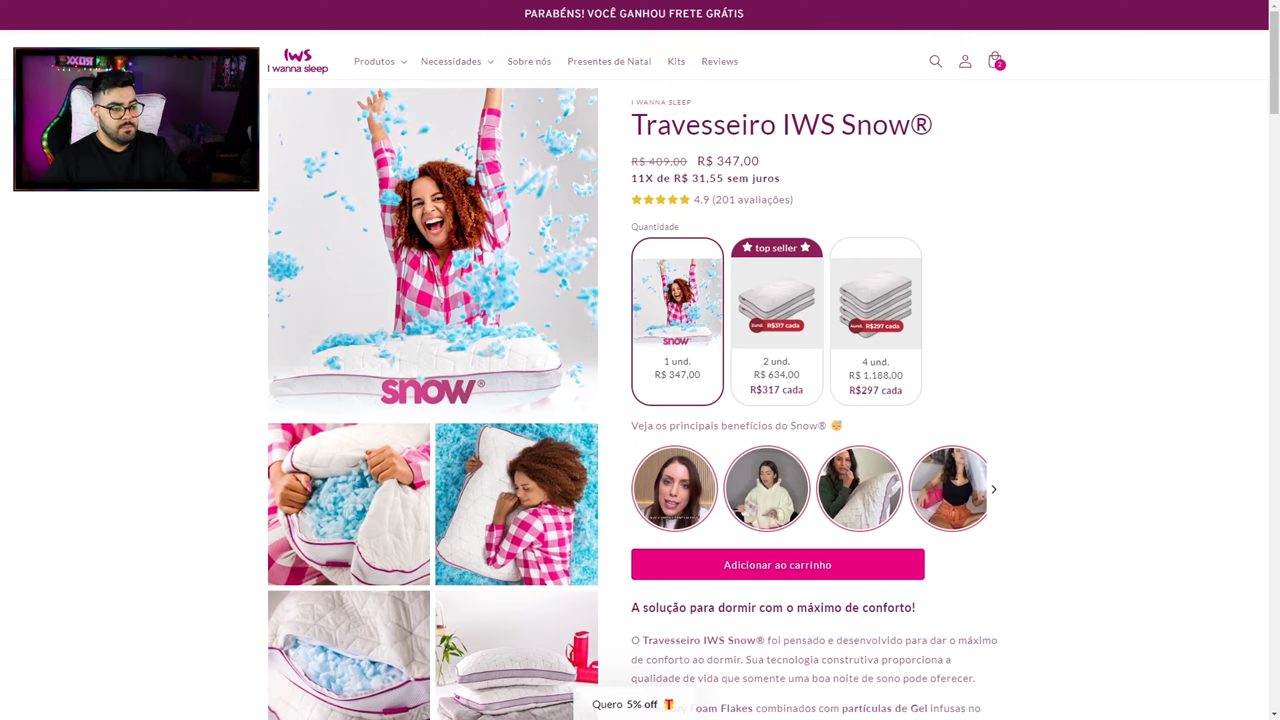 PARABÉNS! VOCÊ GANHOU FRETE GRÁTIS
IWS
I wanna sleep
Produtos
Necessidades
Sobre nós
Presentes de Natal
Kits
Reviews
2
I WANNA SLEEP
Travesseiro IWS Snow®
R$ 409,00 R$ 347,00
11X de R$ 31,55 sem juros
4.9 (201 avaliações)
Quantidade
top seller
R$317 cada
R$297 cada
snow
1 und.
R$ 347,00
2 und.
R$ 634,00
R$317 cada
4 und.
R$ 1.188,00
R$297 cada
snow®
Veja os principais benefícios do Snow® 😴
Adicionar ao carrinho
A solução para dormir com o máximo de conforto!
O Travesseiro IWS Snow® foi pensado e desenvolvido para dar o máximo
de conforto ao dormir. Sua tecnologia construtiva proporciona a
qualidade de vida que somente uma boa noite de sono pode oferecer.
Foam Flakes combinados com partículas de Gel infusas no
Quero 5% off 🎁